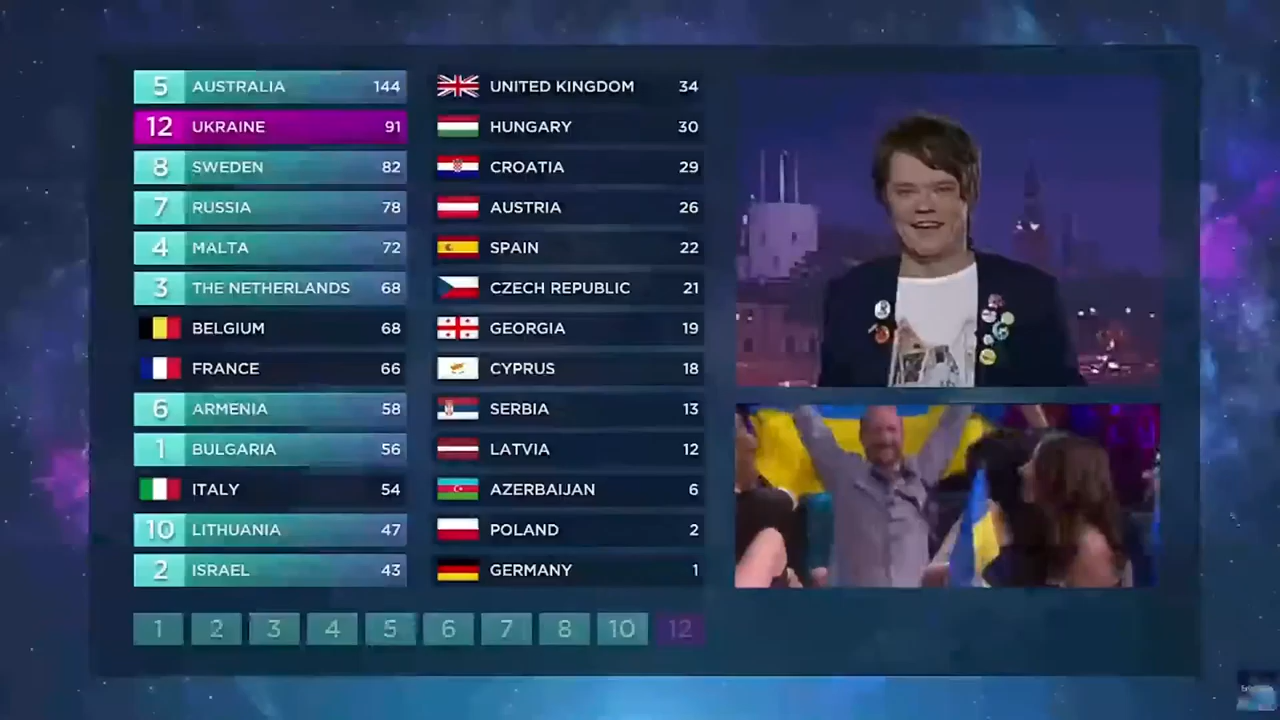 5 AUSTRALIA 144
12 UKRAINE 91
8 SWEDEN 82
7 RUSSIA 78
4 MALTA 72
3 THE NETHERLANDS 68
BELGIUM 68
FRANCE 66
6 ARMENIA 58
1 BULGARIA 56
ITALY 54
10 LITHUANIA 47
2 ISRAEL 43
UNITED KINGDOM 34
HUNGARY 30
CROATIA 29
AUSTRIA 26
SPAIN 22
CZECH REPUBLIC 21
GEORGIA 19
CYPRUS 18
SERBIA 13
LATVIA 12
AZERBAIJAN 6
POLAND 2
GERMANY 1
1 2 3 4 5 6 7 8 10 12